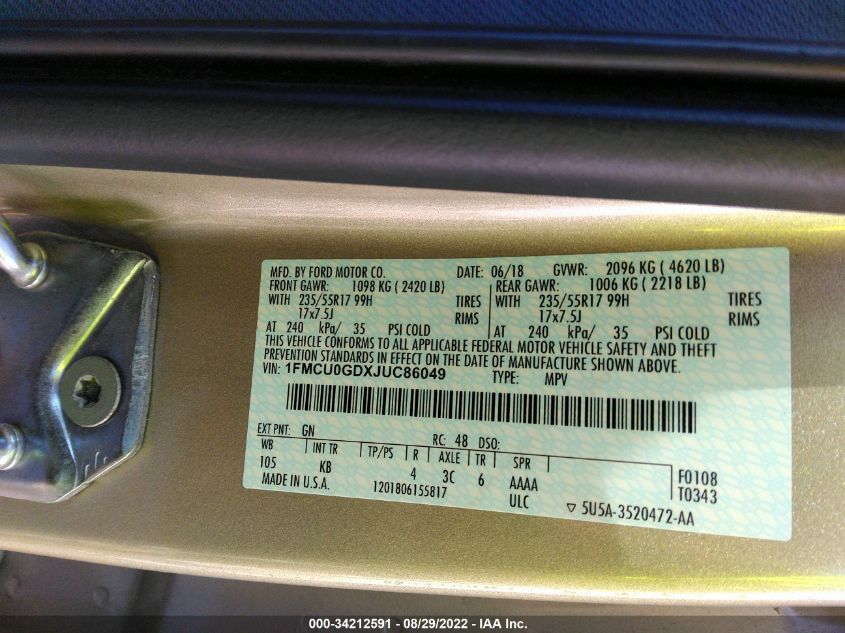 MFD. BY FORD MOTOR CO. DATE: 06/18 GVWR: 2096 KG ( 4620 LB)
FRONT GAWR: 1098 KG ( 2420 LB) REAR GAWR: 1006 KG ( 2218 LB)
WITH 235/55R17 99H TIRES WITH 235/55R17 99H TIRES
17x7.5J RIMS 17x7.5J RIMS
AT 240 kPa/ 35 PSI COLD AT 240 kPa/ 35 PSI COLD
THIS VEHICLE CONFORMS TO ALL APPLICABLE FEDERAL MOTOR VEHICLE SAFETY AND THEFT
PREVENTION STANDARDS IN EFFECT ON THE DATE OF MANUFACTURE SHOWN ABOVE.
VIN: 1FMCU0GDXJUC86049 TYPE: MPV
EXT PNT: GN RC: 48 DSO:
WB INT TR TP/PS R AXLE TR SPR
105 KB 4 3C 6 AAAA F0108
MADE IN U.S.A. 1201806155817 ULC T0343
▽ 5U5A-3520472-AA
000-34212591 - 08/29/2022 - IAA Inc.